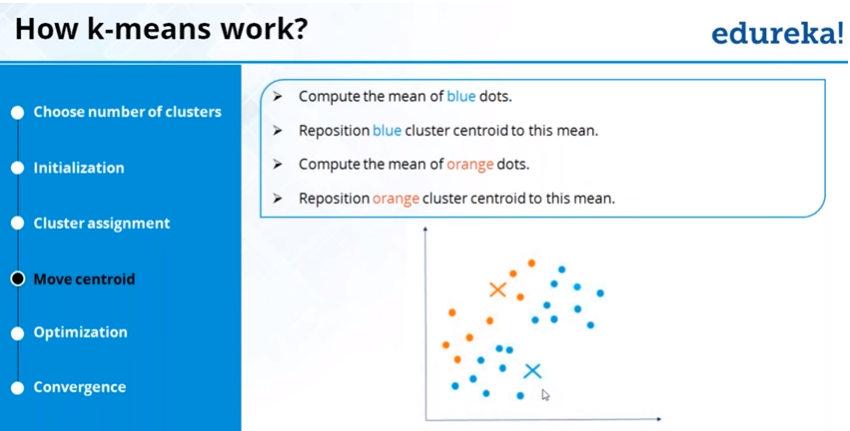 How k-means work?
edureka!
Choose number of clusters
Initialization
Cluster assignment
Move centroid
Optimization
Convergence
Compute the mean of blue dots.
Reposition blue cluster centroid to this mean.
Compute the mean of orange dots.
Reposition orange cluster centroid to this mean.